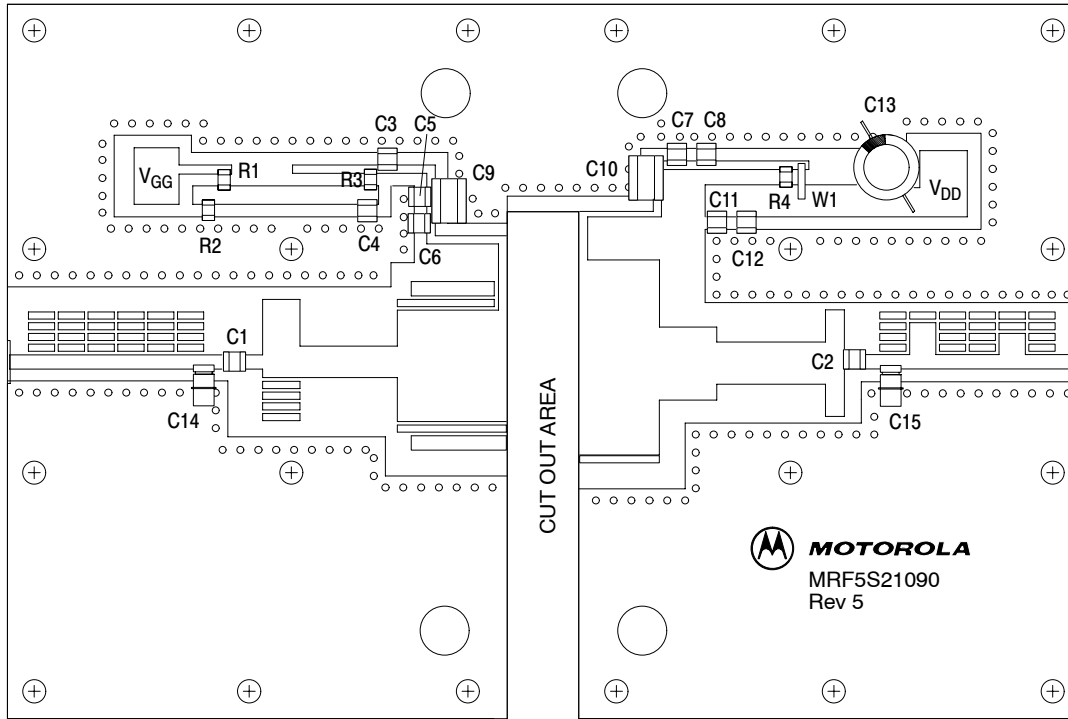 C13
C3
C5
C7
C8
C9
C10
VGG
R1
R3
R4
W1
VDD
C11
R2
C4
C6
C12
C1
C2
C14
C15
CUT OUT AREA
MOTOROLA
MRF5S21090
Rev 5